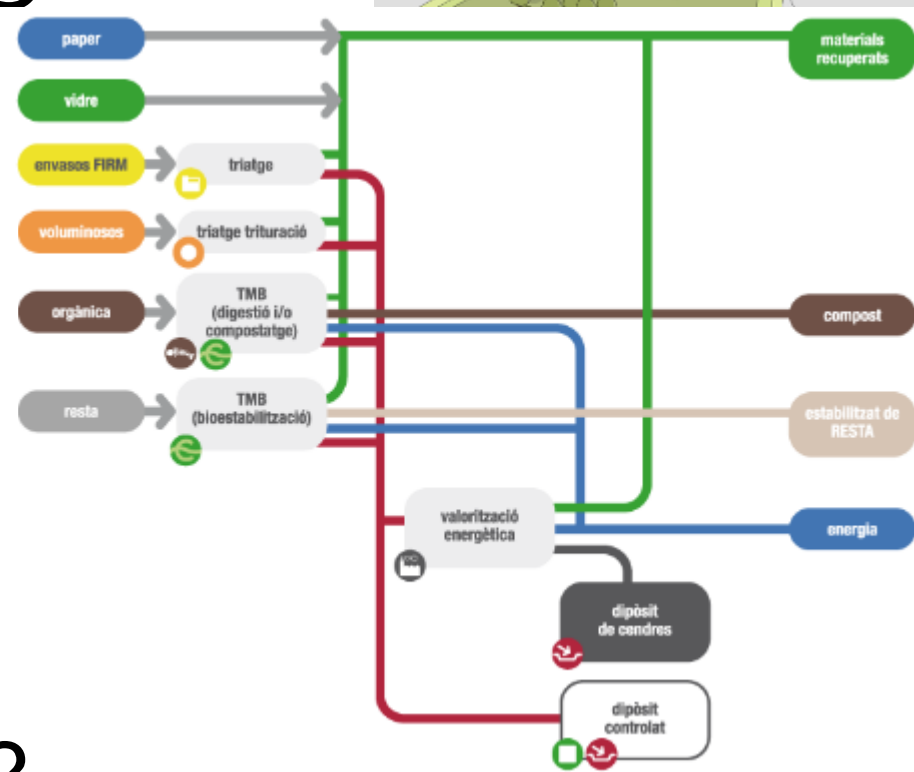 paper
materials
recuperats
vidre
envasos FIRM
triatge
voluminosos
triatge trituració
orgànica
TMB
(digestió i/o
compostatge)
compost
resta
TMB
(bioestabilització)
estabilitzat de
RESTA
valorització
energètica
energia
dipòsit
de cendres
dipòsit
controlat